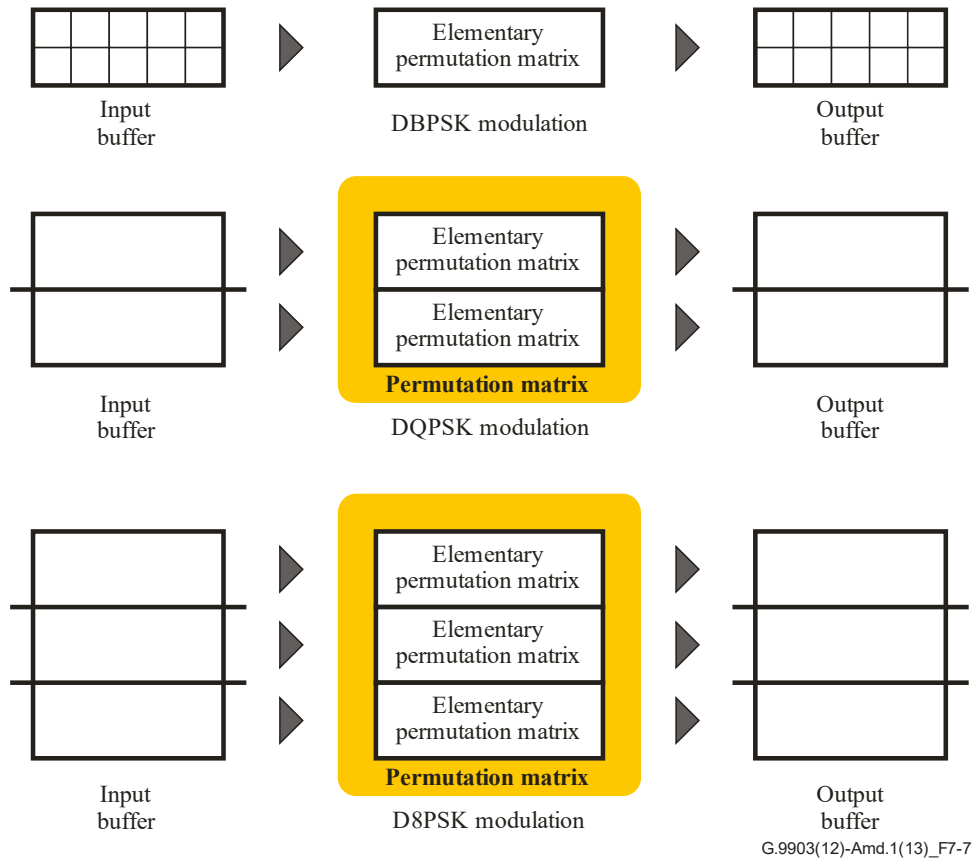 Elementary
permutation matrix
Input
buffer
DBPSK modulation
Output
buffer
Elementary
permutation matrix
Elementary
permutation matrix
Permutation matrix
Input
buffer
DQPSK modulation
Output
buffer
Elementary
permutation matrix
Elementary
permutation matrix
Elementary
permutation matrix
Permutation matrix
Input
buffer
D8PSK modulation
Output
buffer
G.9903(12)-Amd.1(13)_F7-7